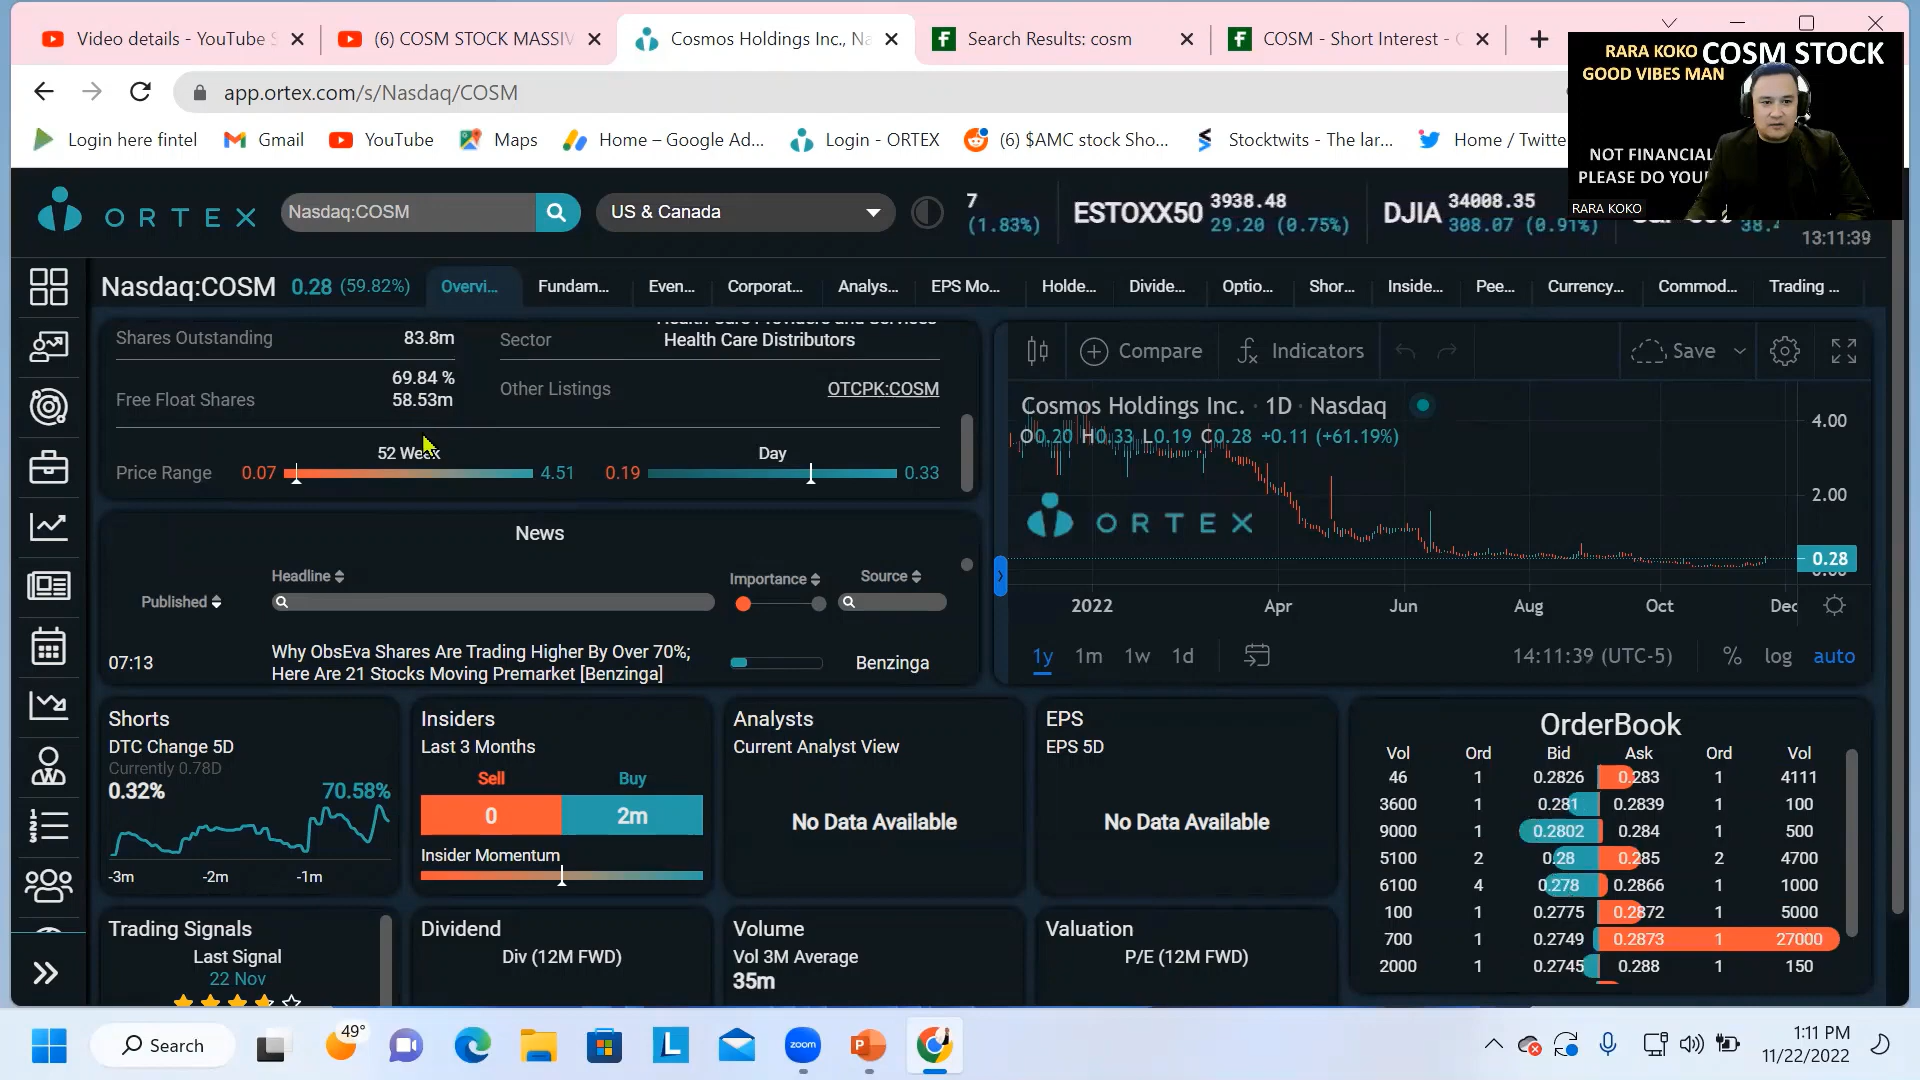 Video details - YouTube S
(6) COSM STOCK MASSIV
Cosmos Holdings Inc., Na
Search Results: cosm
COSM - Short Interest -
app.ortex.com/s/Nasdaq/COSM
Login here fintel
Gmail
YouTube
Maps
Home – Google Ad...
Login - ORTEX
(6) $AMC stock Sho...
Stocktwits - The lar...
Home / Twitte
RARA KOKO
GOOD VIBES MAN
COSM STOCK
NOT FINANCIAL
PLEASE DO YOU
RARA KOKO
ORTEX
Nasdaq:COSM
US & Canada
7
(1.83%)
ESTOXX50
3938.48
29.20 (0.75%)
DJIA
34008.35
308.07 (0.91%)
13:11:39
Nasdaq:COSM 0.28 (59.82%)
Overvi...
Fundam...
Even...
Corporat...
Analys...
EPS Mo...
Holde...
Divide...
Optio...
Shor...
Inside...
Pee...
Currency...
Commod...
Trading ...
Shares Outstanding 83.8m
Free Float Shares
69.84 %
58.53m
Health Care Providers and Services
Sector Health Care Distributors
Other Listings OTCPK:COSM
52 Week
Day
Price Range 0.07 4.51 0.19 0.33
News
Headline
Importance
Source
Published
07:13
Why ObsEva Shares Are Trading Higher By Over 70%;
Here Are 21 Stocks Moving Premarket [Benzinga]
Benzinga
Compare
Indicators
Save
Cosmos Holdings Inc. · 1D · Nasdaq
O0.20 H0.33 L0.19 C0.28 +0.11 (+61.19%)
ORTEX
4.00
2.00
0.28
0.00
2022 Apr Jun Aug Oct Dec
1y 1m 1w 1d
14:11:39 (UTC-5)
% log auto
Shorts
DTC Change 5D
Currently 0.78D
0.32% 70.58%
-3m -2m -1m
Insiders
Last 3 Months
Sell Buy
0 2m
Insider Momentum
Analysts
Current Analyst View
No Data Available
EPS
EPS 5D
No Data Available
OrderBook
Vol Ord Bid Ask Ord Vol
46 1 0.2826 0.283 1 4111
3600 1 0.281 0.2839 1 100
9000 1 0.2802 0.284 1 500
5100 2 0.28 0.285 2 4700
6100 4 0.278 0.2866 1 1000
100 1 0.2775 0.2872 1 5000
700 1 0.2749 0.2873 1 27000
2000 1 0.2745 0.288 1 150
Trading Signals
Last Signal
22 Nov
Dividend
Div (12M FWD)
Volume
Vol 3M Average
35m
Valuation
P/E (12M FWD)
Search
49°
L
zoom
P
1:11 PM
11/22/2022